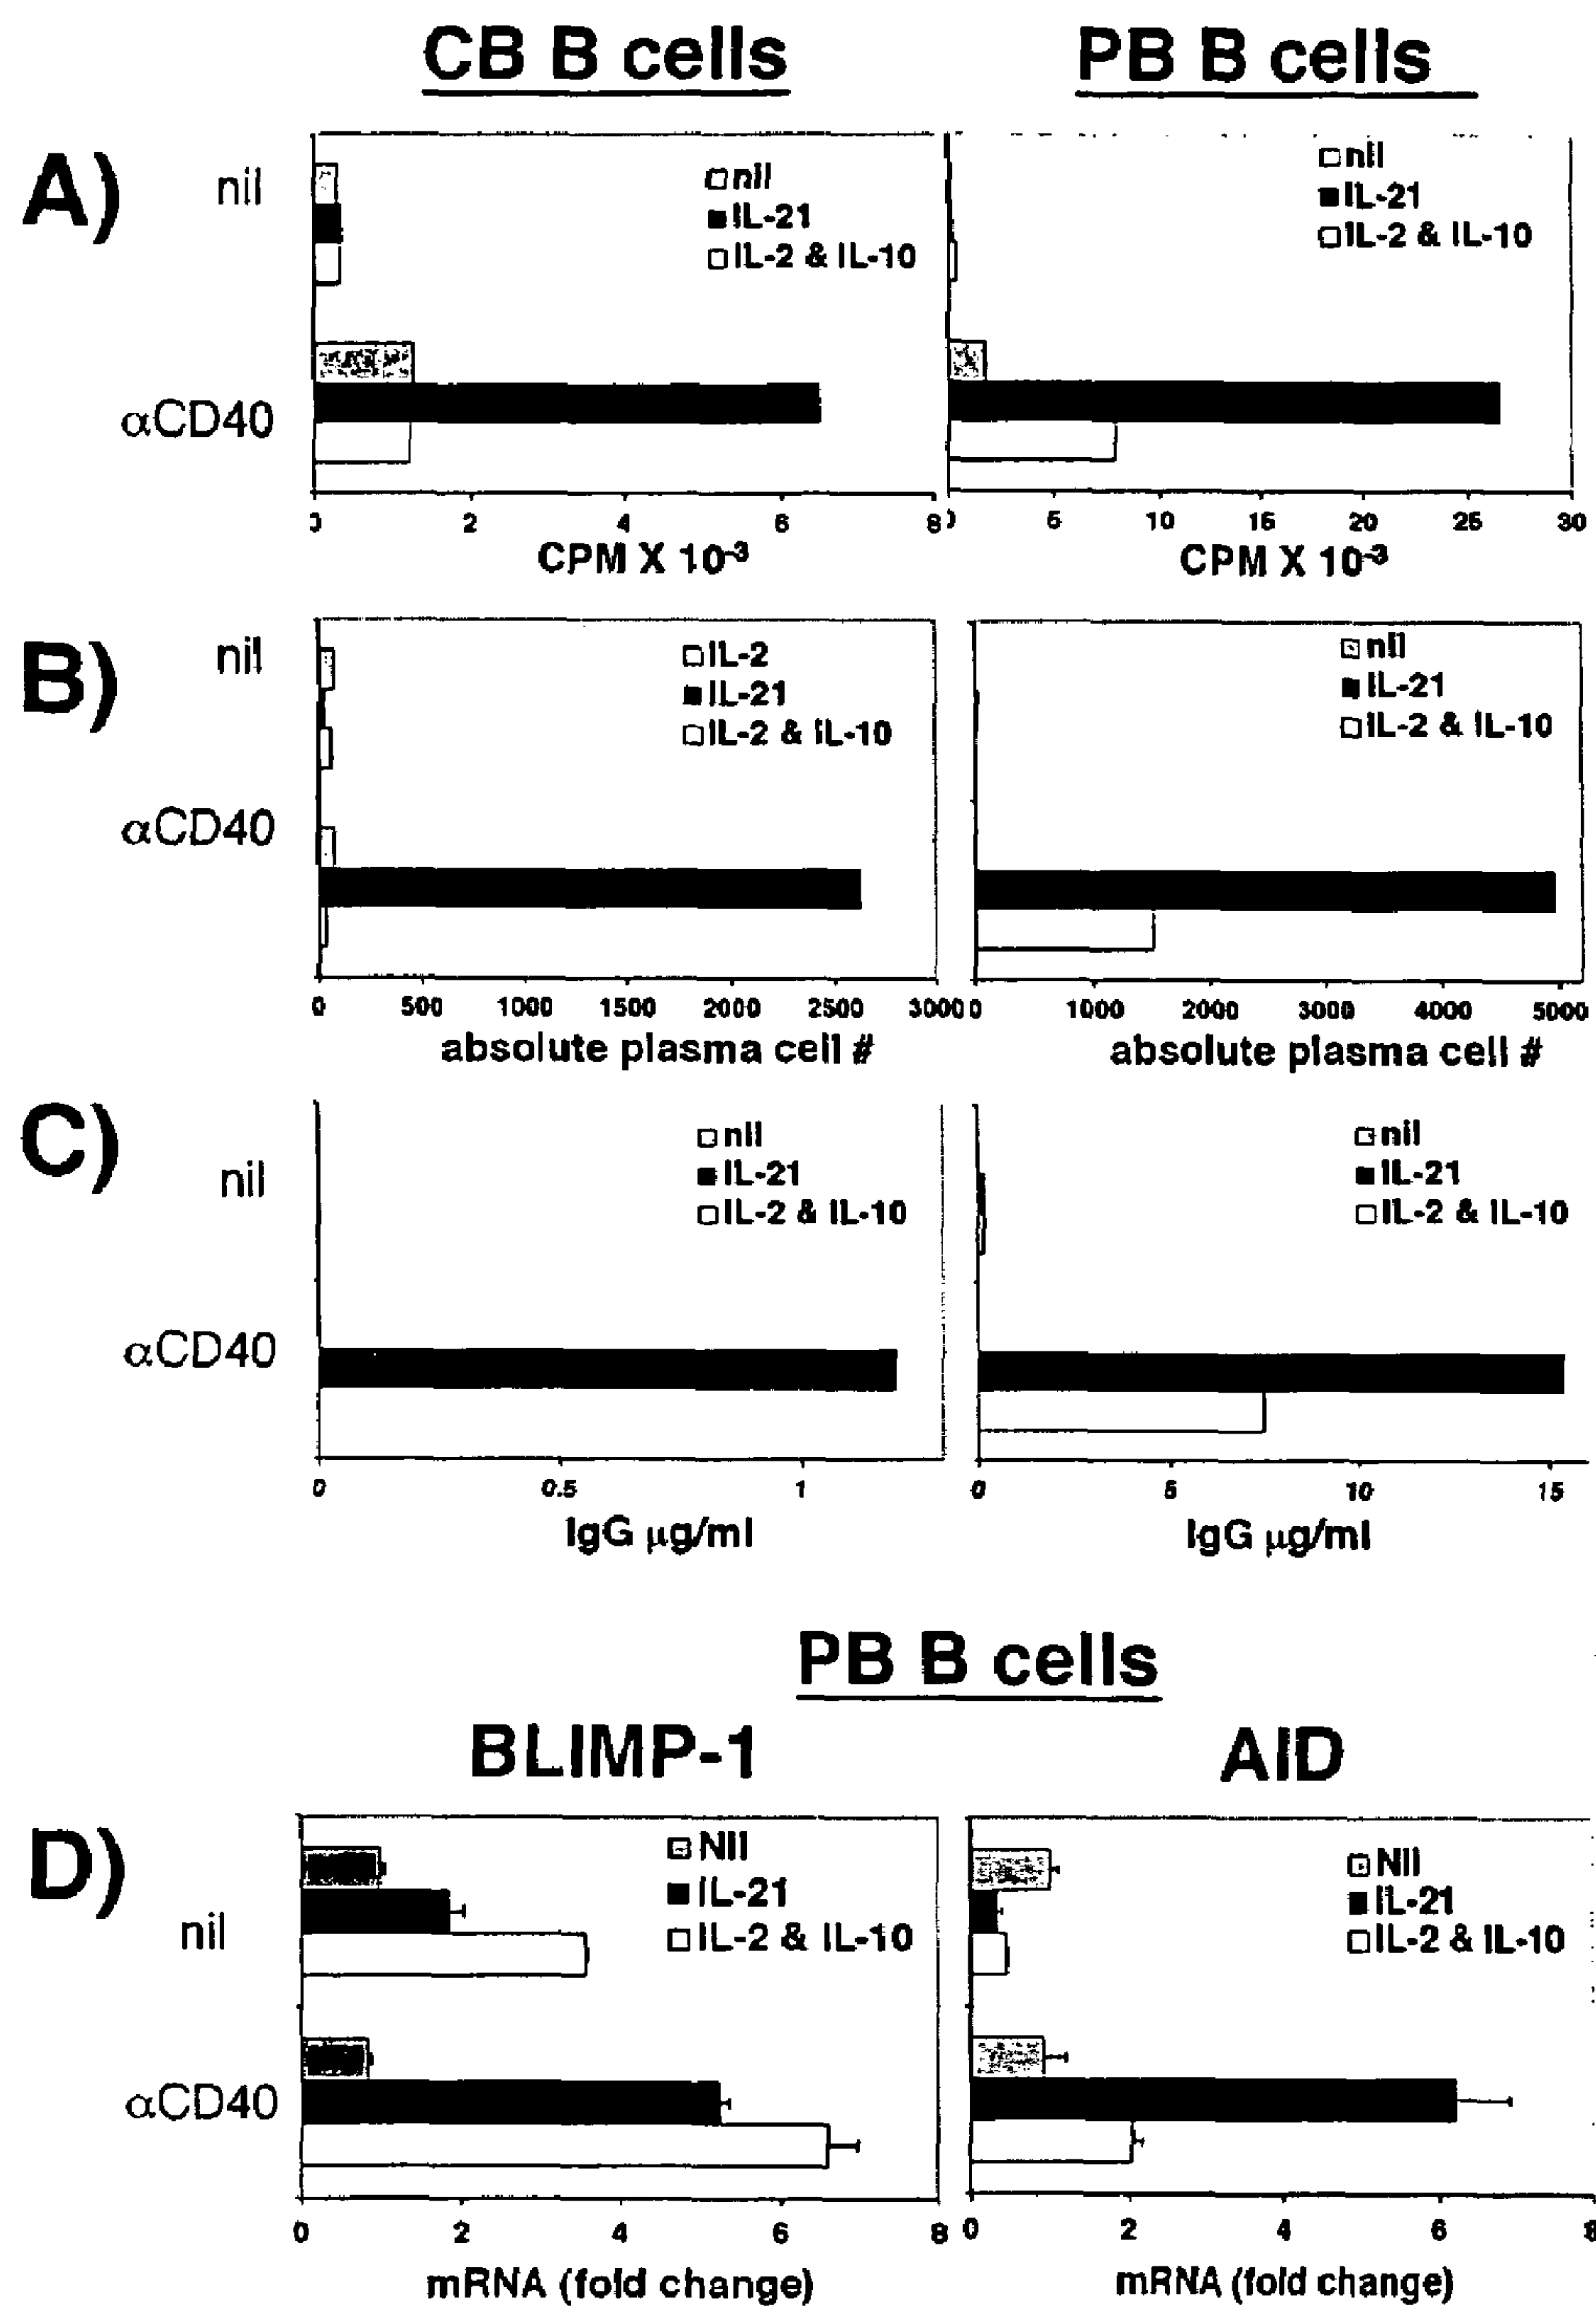 CB B cells
PB B cells
A)
nil
αCD40
nil
IL-21
IL-2 & IL-10
0 2 4 6 8
CPM X 10-3
nil
IL-21
IL-2 & IL-10
0 5 10 15 20 25 30
CPM X 10-3
B)
nil
αCD40
IL-2
IL-21
IL-2 & IL-10
0 500 1000 1500 2000 2500 3000
absolute plasma cell #
nil
IL-21
IL-2 & IL-10
0 1000 2000 3000 4000 5000
absolute plasma cell #
C)
nil
αCD40
nil
IL-21
IL-2 & IL-10
0 0.5 1
IgG μg/ml
nil
IL-21
IL-2 & IL-10
0 5 10 15
IgG μg/ml
PB B cells
BLIMP-1
AID
D)
nil
αCD40
Nil
IL-21
IL-2 & IL-10
0 2 4 6 8
mRNA (fold change)
Nil
IL-21
IL-2 & IL-10
0 2 4 6 8
mRNA (fold change)